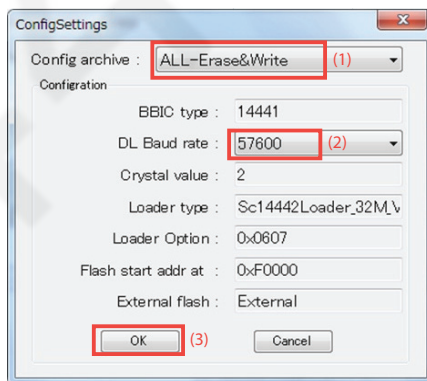 ConfigSettings
Config archive : ALL-Erase&Write (1)
Configration
BBIC type : 14441
DL Baud rate : 57600 (2)
Crystal value : 2
Loader type : Sc14442Loader_32M_V
Loader Option : 0x0607
Flash start addr at : 0xF0000
External flash : External
OK (3) Cancel